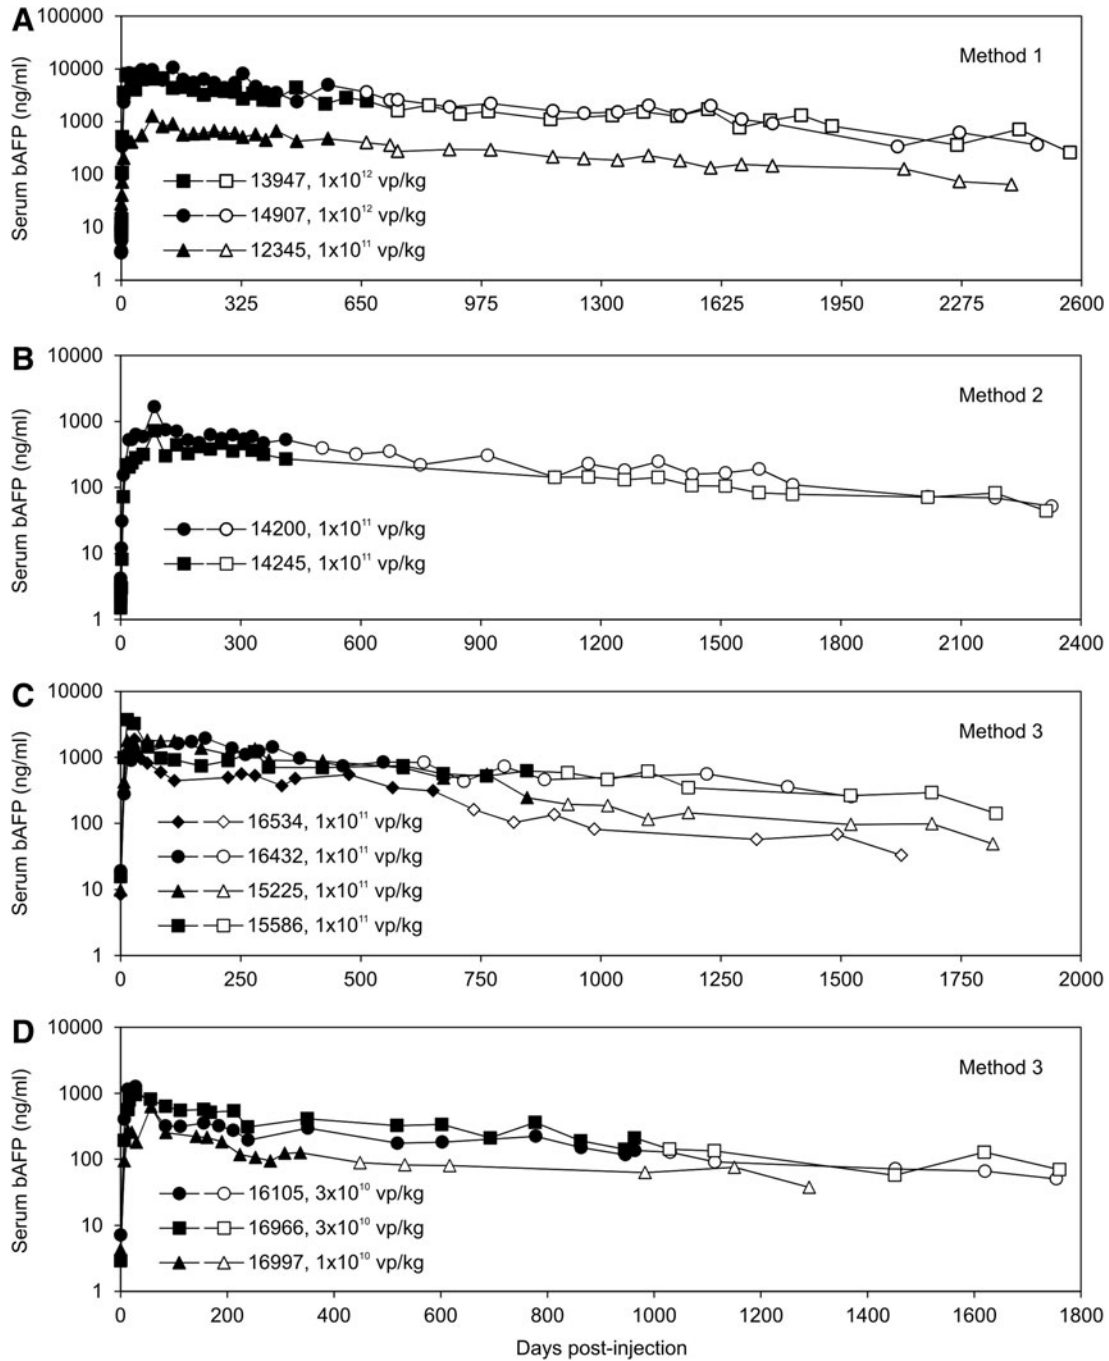 A
Serum bAFP (ng/ml)
100000
10000
1000
100
10
1
Method 1
13947, 1x10¹² vp/kg
14907, 1x10¹² vp/kg
12345, 1x10¹¹ vp/kg
0 325 650 975 1300 1625 1950 2275 2600
B
Serum bAFP (ng/ml)
10000
1000
100
10
1
Method 2
14200, 1x10¹¹ vp/kg
14245, 1x10¹¹ vp/kg
0 300 600 900 1200 1500 1800 2100 2400
C
Serum bAFP (ng/ml)
10000
1000
100
10
1
Method 3
16534, 1x10¹¹ vp/kg
16432, 1x10¹¹ vp/kg
15225, 1x10¹¹ vp/kg
15586, 1x10¹¹ vp/kg
0 250 500 750 1000 1250 1500 1750 2000
D
Serum bAFP (ng/ml)
10000
1000
100
10
1
Method 3
16105, 3x10¹⁰ vp/kg
16966, 3x10¹⁰ vp/kg
16997, 1x10¹⁰ vp/kg
0 200 400 600 800 1000 1200 1400 1600 1800
Days post-injection